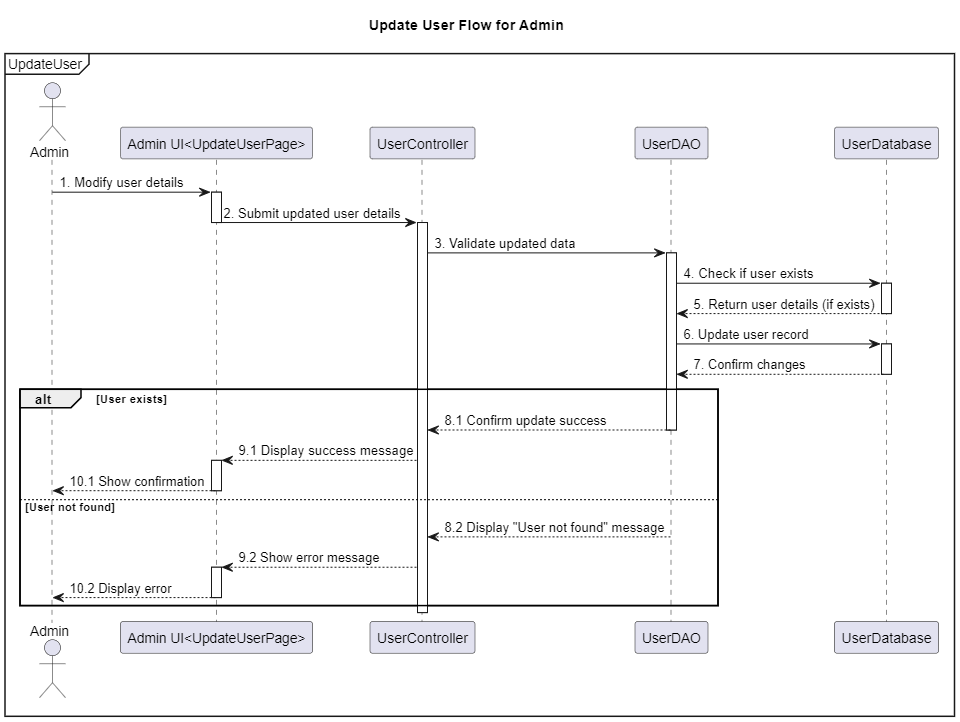 Update User Flow for Admin
UpdateUser
Admin
Admin UI<UpdateUserPage>
UserController
UserDAO
UserDatabase
1. Modify user details
2. Submit updated user details
3. Validate updated data
4. Check if user exists
5. Return user details (if exists)
6. Update user record
7. Confirm changes
alt
[User exists]
8.1 Confirm update success
9.1 Display success message
10.1 Show confirmation
[User not found]
8.2 Display "User not found" message
9.2 Show error message
10.2 Display error
Admin
Admin UI<UpdateUserPage>
UserController
UserDAO
UserDatabase